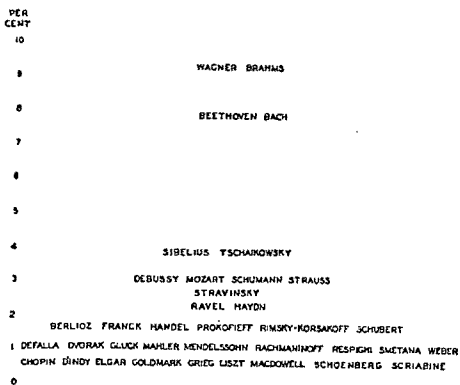 PER
CENT
10
9 WAGNER BRAHMS
8 BEETHOVEN BACH
7
6
5
4 SIBELIUS TSCHAIKOWSKY
3 DEBUSSY MOZART SCHUMANN STRAUSS
STRAVINSKY
RAVEL HAYDN
2
BERLIOZ FRANCK HANDEL PROKOFIEFF RIMSKY-KORSAKOFF SCHUBERT
1 DEFALLA DVORAK GLUCK MAHLER MENDELSSOHN RACHMANINOFF RESPIGHI SMETANA WEBER
CHOPIN DINDY ELGAR GOLDMARK GRIEG LISZT MACDOWELL SCHOENBERG SCRIABINE
0